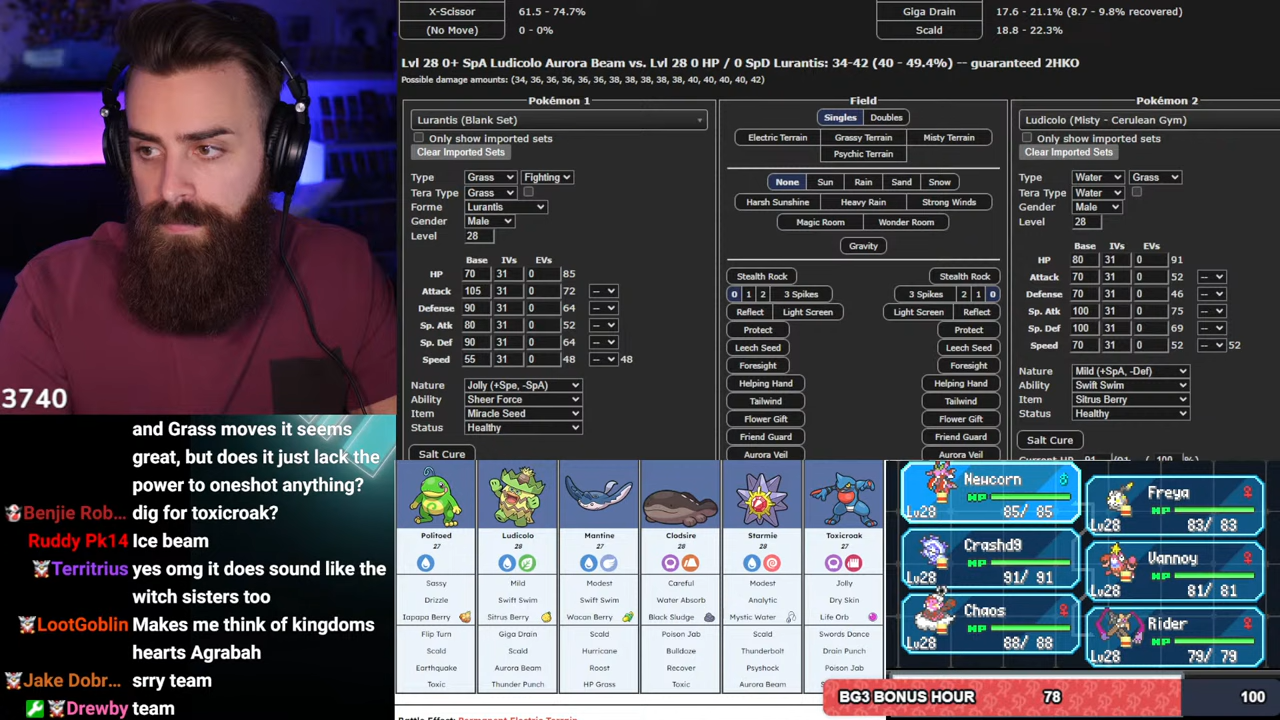 X-Scissor 61.5 - 74.7%
(No Move) 0 - 0%
Giga Drain 17.6 - 21.1% (8.7 - 9.8% recovered)
Scald 18.8 - 22.3%
Lvl 28 0+ SpA Ludicolo Aurora Beam vs. Lvl 28 0 HP / 0 SpD Lurantis: 34-42 (40 - 49.4%) -- guaranteed 2HKO
Possible damage amounts: (34, 36, 36, 36, 36, 36, 38, 38, 38, 38, 38, 40, 40, 40, 40, 42)
Pokémon 1
Lurantis (Blank Set)
Only show imported sets
Clear Imported Sets
Type Grass Fighting
Tera Type Grass
Forme Lurantis
Gender Male
Level 28
Base IVs EVs
HP 70 31 0 85
Attack 105 31 0 72 --
Defense 90 31 0 64 --
Sp. Atk 80 31 0 52 --
Sp. Def 90 31 0 64 --
Speed 55 31 0 48 -- 48
Nature Jolly (+Spe, -SpA)
Ability Sheer Force
Item Miracle Seed
Status Healthy
Salt Cure
Field
Singles Doubles
Electric Terrain Grassy Terrain Misty Terrain
Psychic Terrain
None Sun Rain Sand Snow
Harsh Sunshine Heavy Rain Strong Winds
Magic Room Wonder Room
Gravity
Stealth Rock Stealth Rock
0 1 2 3 Spikes 3 Spikes 2 1 0
Reflect Light Screen Light Screen Reflect
Protect Protect
Leech Seed Leech Seed
Foresight Foresight
Helping Hand Helping Hand
Tailwind Tailwind
Flower Gift Flower Gift
Friend Guard Friend Guard
Aurora Veil Aurora Veil
Pokémon 2
Ludicolo (Misty - Cerulean Gym)
Only show imported sets
Clear Imported Sets
Type Water Grass
Tera Type Water
Gender Male
Level 28
Base IVs EVs
HP 80 31 0 91
Attack 70 31 0 52 --
Defense 70 31 0 46 --
Sp. Atk 100 31 0 75 --
Sp. Def 100 31 0 69 --
Speed 70 31 0 52 -- 52
Nature Mild (+SpA, -Def)
Ability Swift Swim
Item Sitrus Berry
Status Healthy
Salt Cure
3740
and Grass moves it seems
great, but does it just lack the
power to oneshot anything?
Benjie Rob... dig for toxicroak?
Ruddy Pk14 Ice beam
Territrius yes omg it does sound like the
witch sisters too
LootGoblin Makes me think of kingdoms
hearts Agrabah
Jake Dobr... srry team
Drewby team
Politoed Ludicolo Mantine Clodsire Starmie Toxicroak
27 28 27 28 28 27
Sassy Mild Modest Careful Modest Jolly
Drizzle Swift Swim Swift Swim Water Absorb Analytic Dry Skin
Iapapa Berry Sitrus Berry Wacan Berry Black Sludge Mystic Water Life Orb
Flip Turn Giga Drain Scald Poison Jab Scald Swords Dance
Scald Scald Hurricane Bulldoze Thunderbolt Drain Punch
Earthquake Aurora Beam Roost Recover Psyshock Poison Jab
Toxic Thunder Punch HP Grass Toxic Aurora Beam
Newcorn
HP
Lv28 85/ 85
Freya
HP
Lv28 83/ 83
Crashd9
HP
Lv28 91/ 91
Vannoy
HP
Lv28 81/ 81
Chaos
HP
Lv28 88/ 88
Rider
HP
Lv28 79/ 79
BG3 BONUS HOUR 78 100